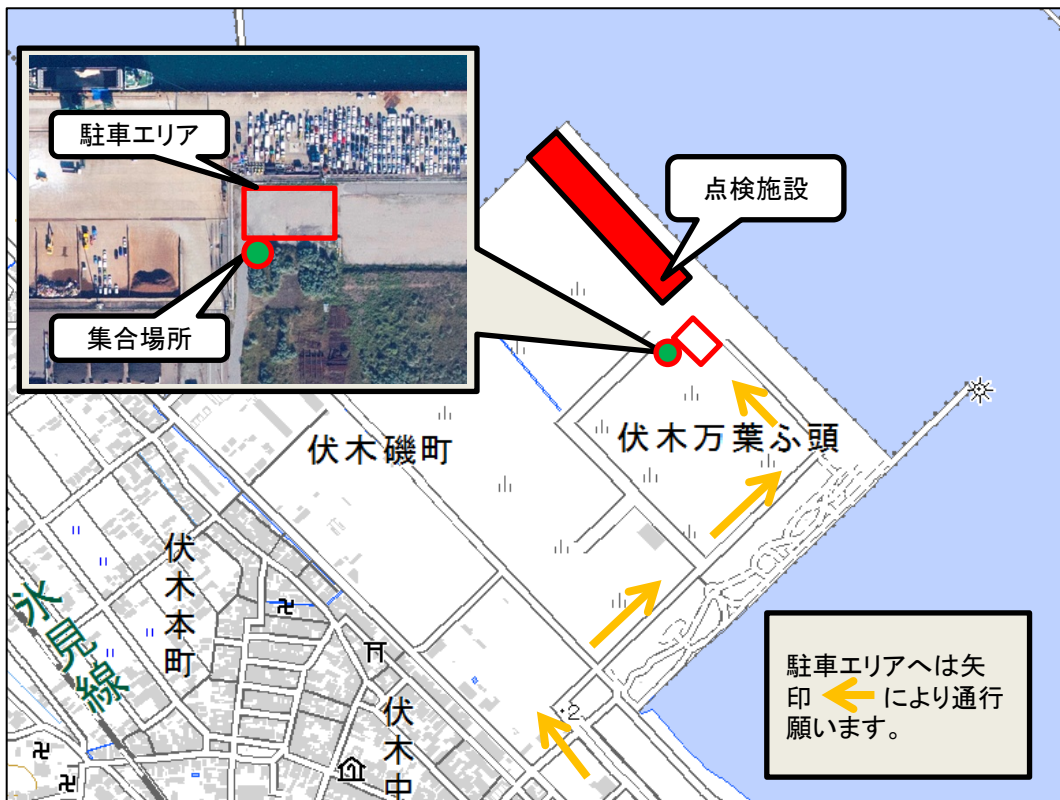 駐車エリア
点検施設
集合場所
伏木磯町
伏木万葉ふ頭
伏木本町
氷見線
伏木中
2
駐車エリアへは矢
印 により通行
願います。